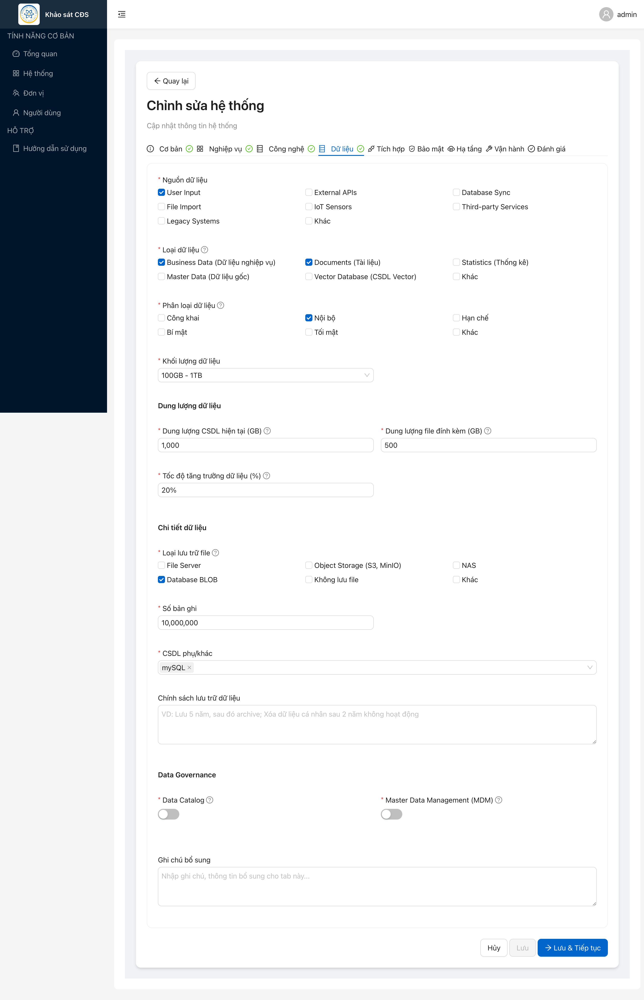 Khảo sát CĐS
admin
TÍNH NĂNG CƠ BẢN
Tổng quan
Hệ thống
Đơn vị
Người dùng
HỖ TRỢ
Hướng dẫn sử dụng
Quay lại
Chỉnh sửa hệ thống
Cập nhật thông tin hệ thống
Cơ bản Nghiệp vụ Công nghệ Dữ liệu Tích hợp Bảo mật Hạ tầng Vận hành Đánh giá
* Nguồn dữ liệu
User Input External APIs Database Sync
File Import IoT Sensors Third-party Services
Legacy Systems Khác
* Loại dữ liệu
Business Data (Dữ liệu nghiệp vụ) Documents (Tài liệu) Statistics (Thống kê)
Master Data (Dữ liệu gốc) Vector Database (CSDL Vector) Khác
* Phân loại dữ liệu
Công khai Nội bộ Hạn chế
Bí mật Tối mật Khác
* Khối lượng dữ liệu
100GB - 1TB
Dung lượng dữ liệu
* Dung lượng CSDL hiện tại (GB) * Dung lượng file đính kèm (GB)
1,000 500
* Tốc độ tăng trưởng dữ liệu (%)
20%
Chi tiết dữ liệu
* Loại lưu trữ file
File Server Object Storage (S3, MinIO) NAS
Database BLOB Không lưu file Khác
* Số bản ghi
10,000,000
* CSDL phụ/khác
mySQL
Chính sách lưu trữ dữ liệu
VD: Lưu 5 năm, sau đó archive; Xóa dữ liệu cá nhân sau 2 năm không hoạt động
Data Governance
* Data Catalog * Master Data Management (MDM)
Ghi chú bổ sung
Nhập ghi chú, thông tin bổ sung cho tab này...
Hủy Lưu Lưu & Tiếp tục